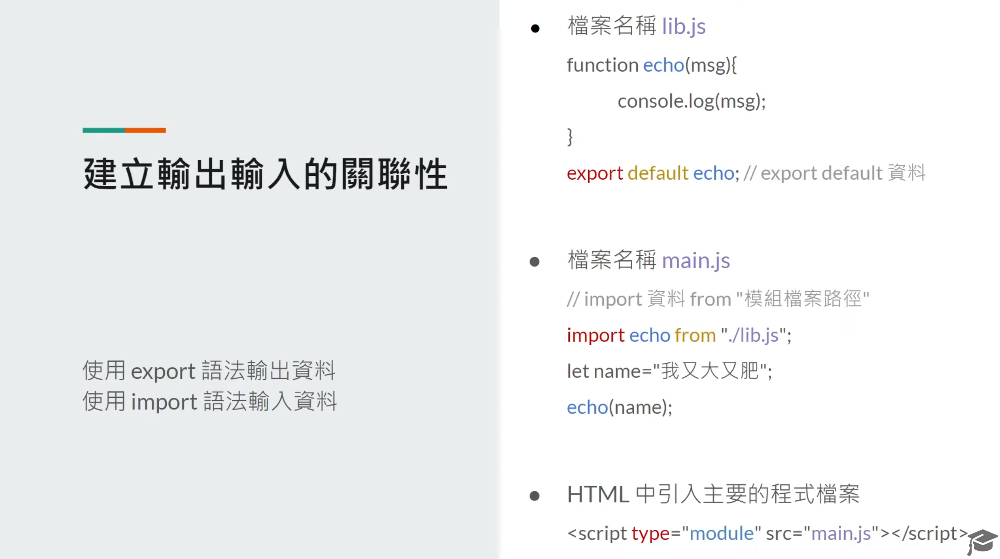 建立輸出輸入的關聯性
使用 export 語法輸出資料
使用 import 語法輸入資料
● 檔案名稱 lib.js
function echo(msg){
console.log(msg);
}
export default echo; // export default 資料
● 檔案名稱 main.js
// import 資料 from "模組檔案路徑"
import echo from "./lib.js";
let name="我又大又肥";
echo(name);
● HTML 中引入主要的程式檔案
<script type="module" src="main.js"></script>